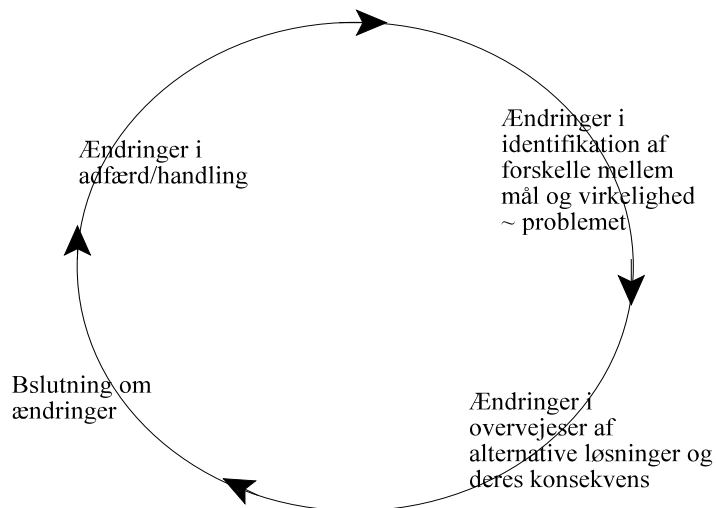 Ændringer i
adfærd/handling
Ændringer i
identifikation af
forskelle mellem
mål og virkelighed
~ problemet
Ændringer i
overvejeser af
alternative løsninger og
deres konsekvens
Bslutning om
ændringer